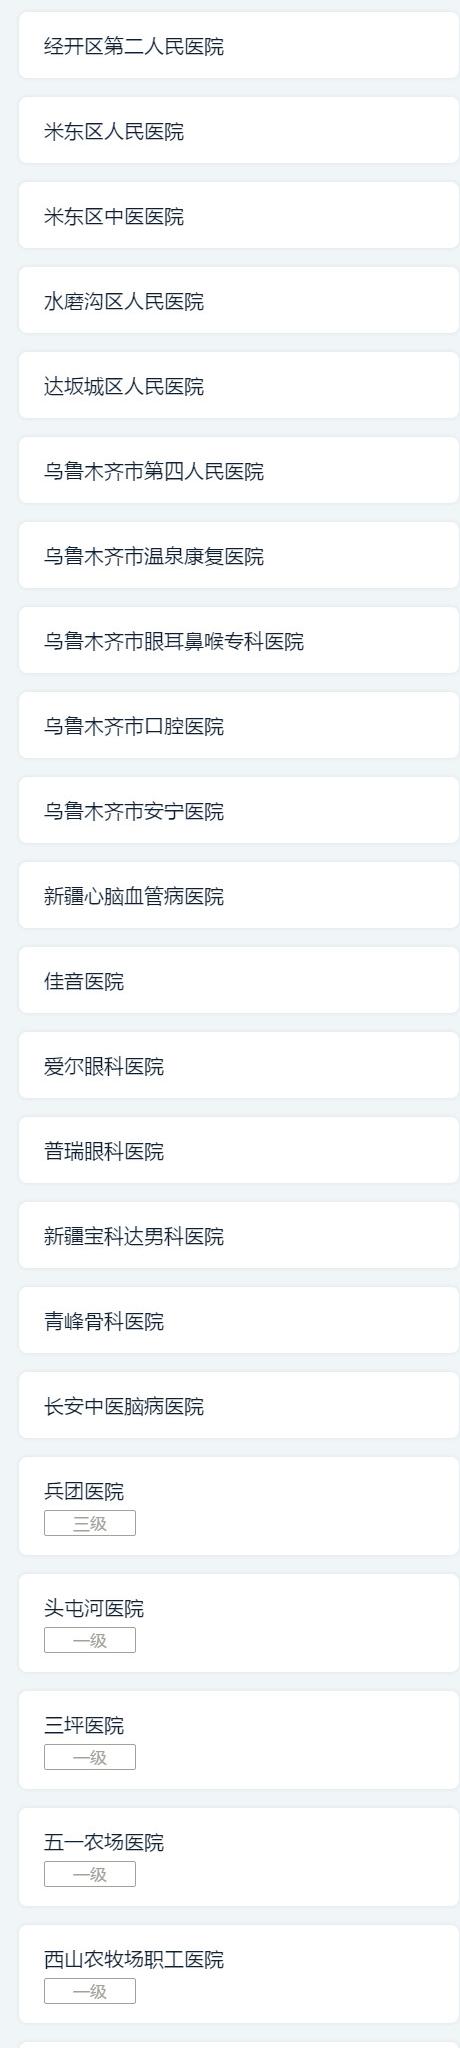 经开区第二人民医院
米东区人民医院
米东区中医医院
水磨沟区人民医院
达坂城区人民医院
乌鲁木齐市第四人民医院
乌鲁木齐市温泉康复医院
乌鲁木齐市眼耳鼻喉专科医院
乌鲁木齐市口腔医院
乌鲁木齐市安宁医院
新疆心脑血管病医院
佳音医院
爱尔眼科医院
普瑞眼科医院
新疆宝科达男科医院
青峰骨科医院
长安中医脑病医院
兵团医院
三级
头屯河医院
一级
三坪医院
一级
五一农场医院
一级
西山农牧场职工医院
一级